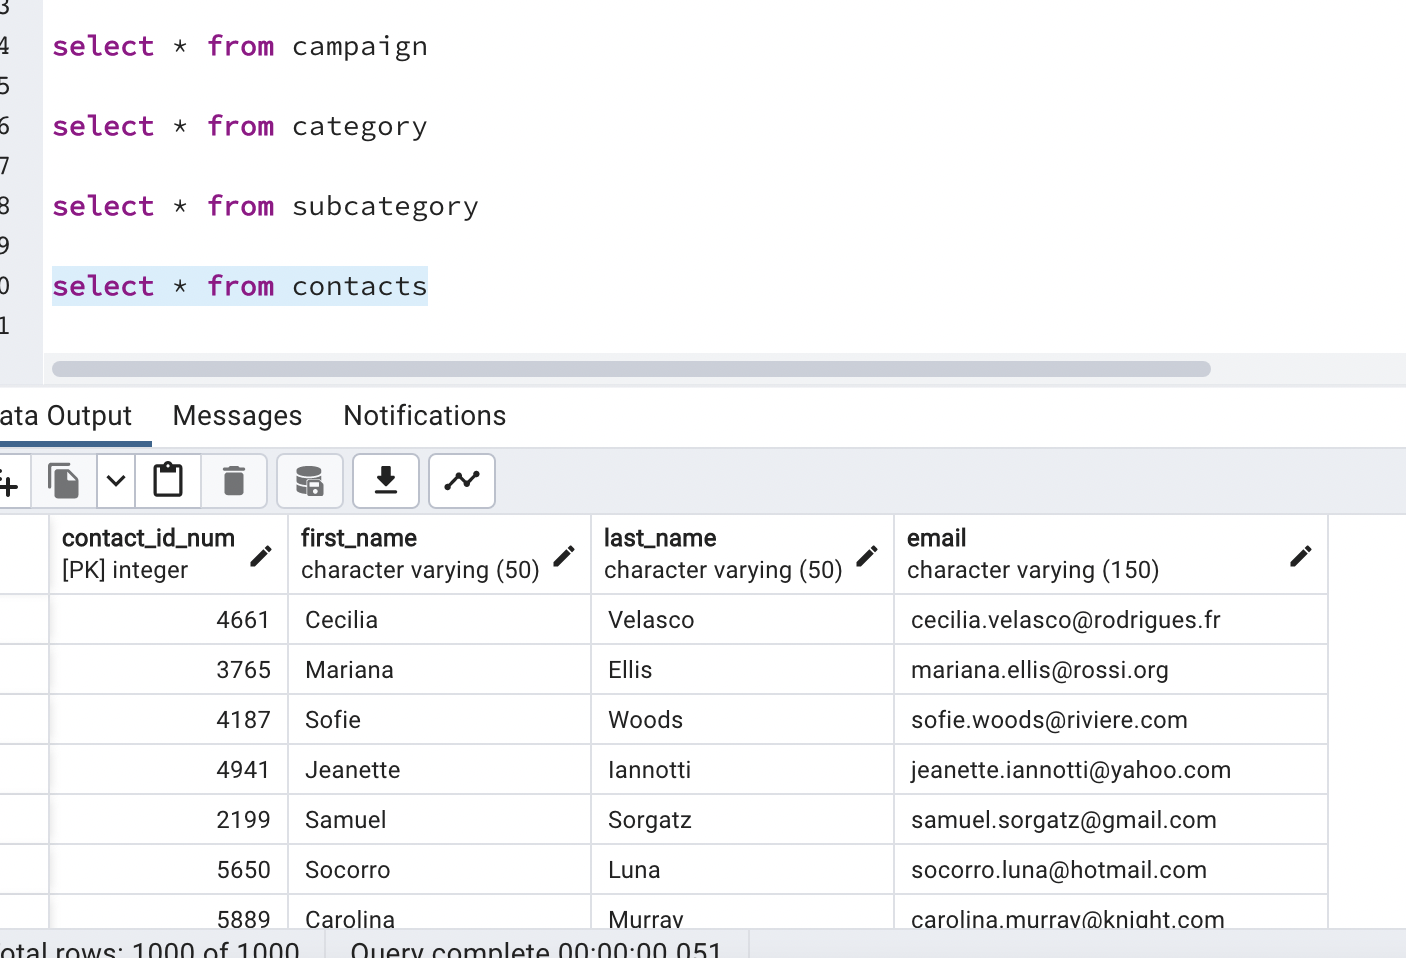 3
4 select * from campaign
5
6 select * from category
7
8 select * from subcategory
9
0 select * from contacts
1
ata Output Messages Notifications
contact_id_num first_name last_name email
[PK] integer character varying (50) character varying (50) character varying (150)
4661 Cecilia Velasco cecilia.velasco@rodrigues.fr
3765 Mariana Ellis mariana.ellis@rossi.org
4187 Sofie Woods sofie.woods@riviere.com
4941 Jeanette Iannotti jeanette.iannotti@yahoo.com
2199 Samuel Sorgatz samuel.sorgatz@gmail.com
5650 Socorro Luna socorro.luna@hotmail.com
5889 Carolina Murray carolina.murray@knight.com
otal rows: 1000 of 1000 Query complete 00:00:00.051